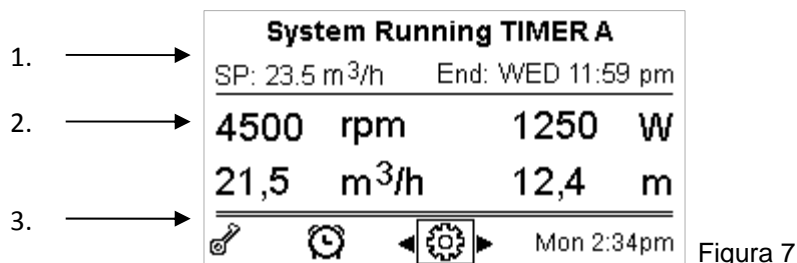 System Running TIMER A
1.
SP: 23.5 m³/h End: WED 11:59 pm
2.
4500 rpm 1250 W
21,5 m³/h 12,4 m
3.
Mon 2:34pm
Figura 7